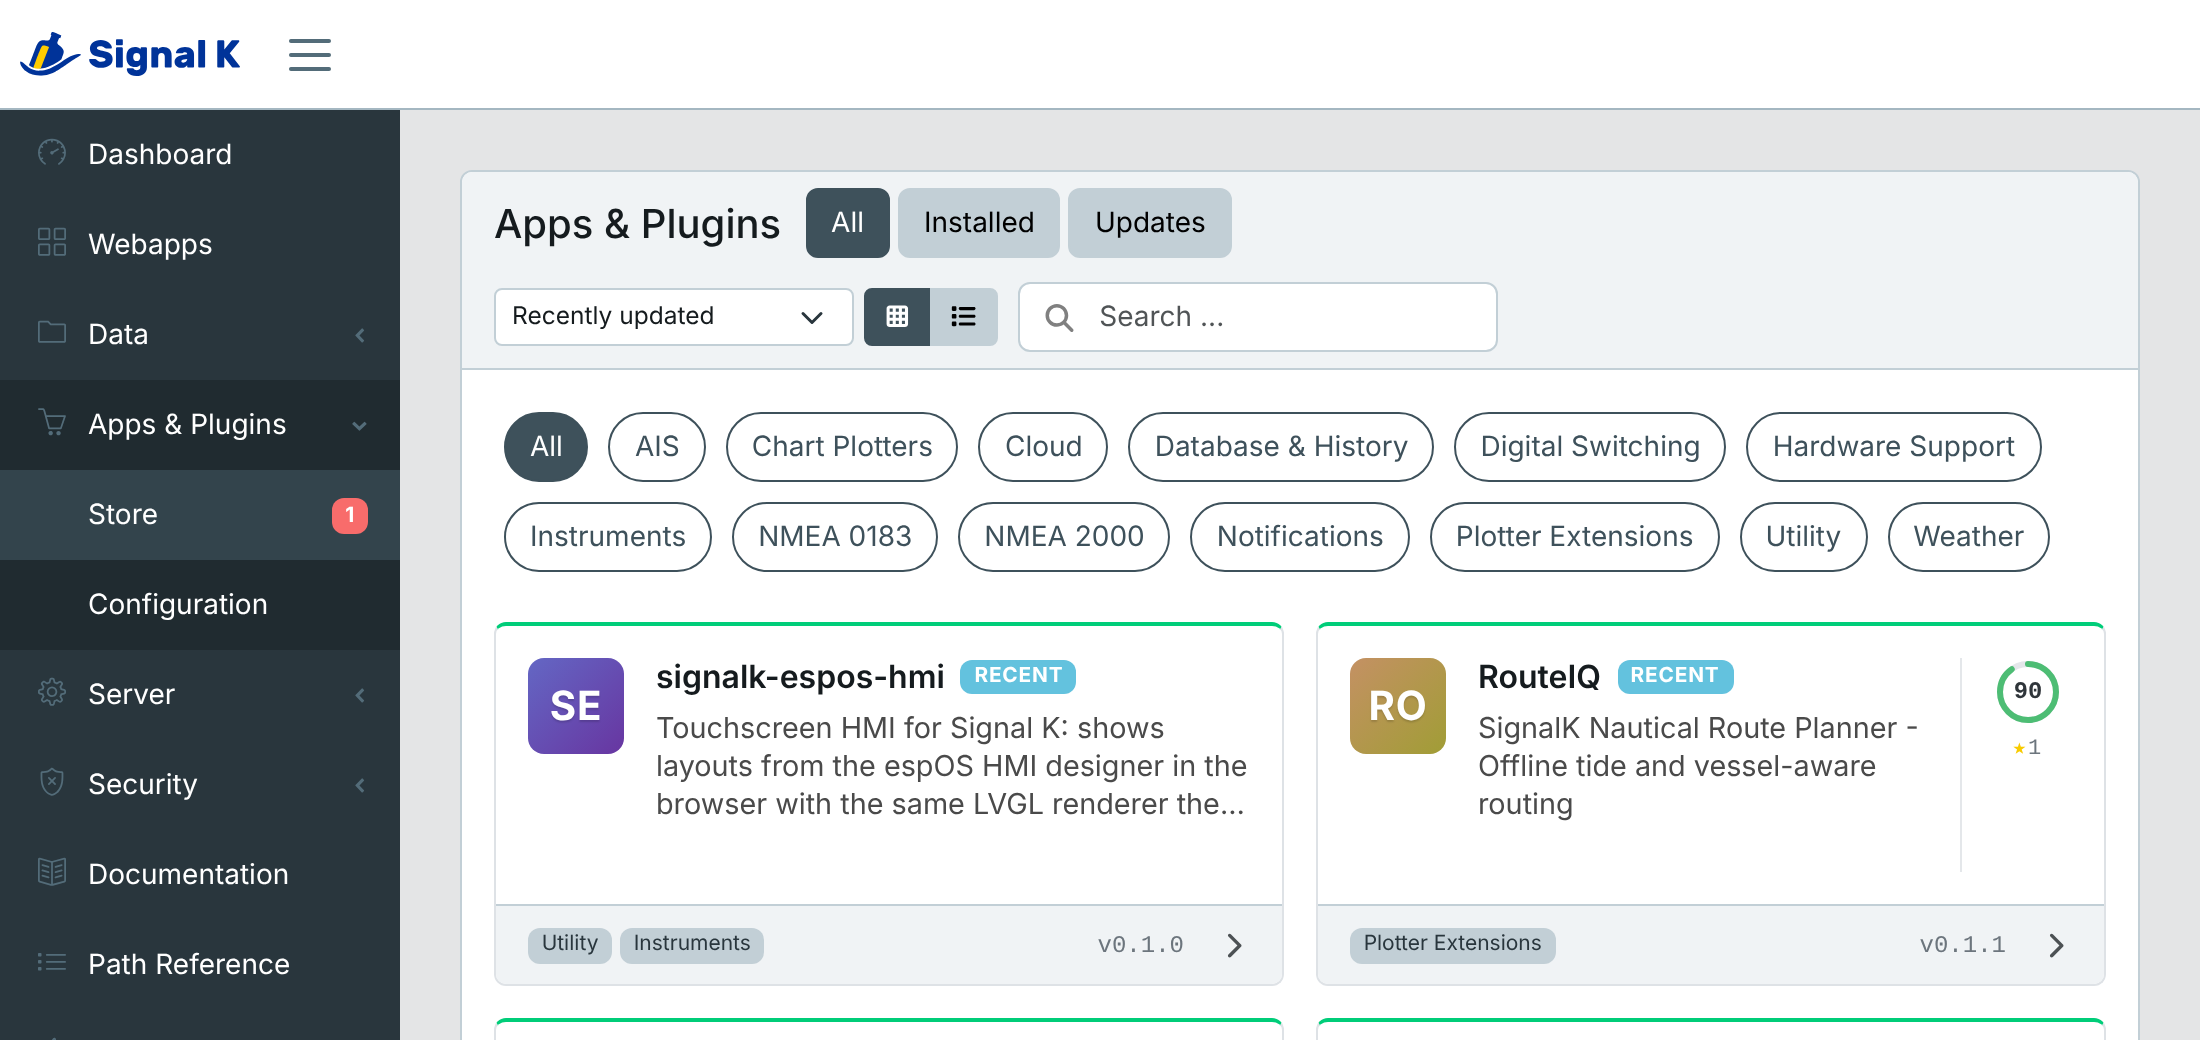 Signal K
Dashboard
Webapps
Data
Apps & Plugins
Store 1
Configuration
Server
Security
Documentation
Path Reference
Apps & Plugins All Installed Updates
Recently updated Search ...
All AIS Chart Plotters Cloud Database & History Digital Switching Hardware Support
Instruments NMEA 0183 NMEA 2000 Notifications Plotter Extensions Utility Weather
SE
signalk-espos-hmi RECENT
Touchscreen HMI for Signal K: shows
layouts from the espOS HMI designer in the
browser with the same LVGL renderer the...
Utility Instruments v0.1.0
RO
RouteIQ RECENT
SignalK Nautical Route Planner -
Offline tide and vessel-aware
routing
90
★1
Plotter Extensions v0.1.1